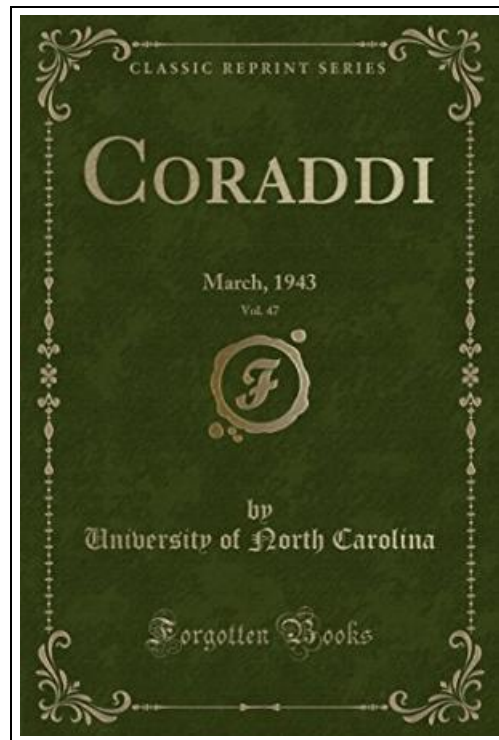 CLASSIC REPRINT SERIES
CORADDI
March, 1943
Vol. 47
F
by
University of North Carolina
Forgotten Books